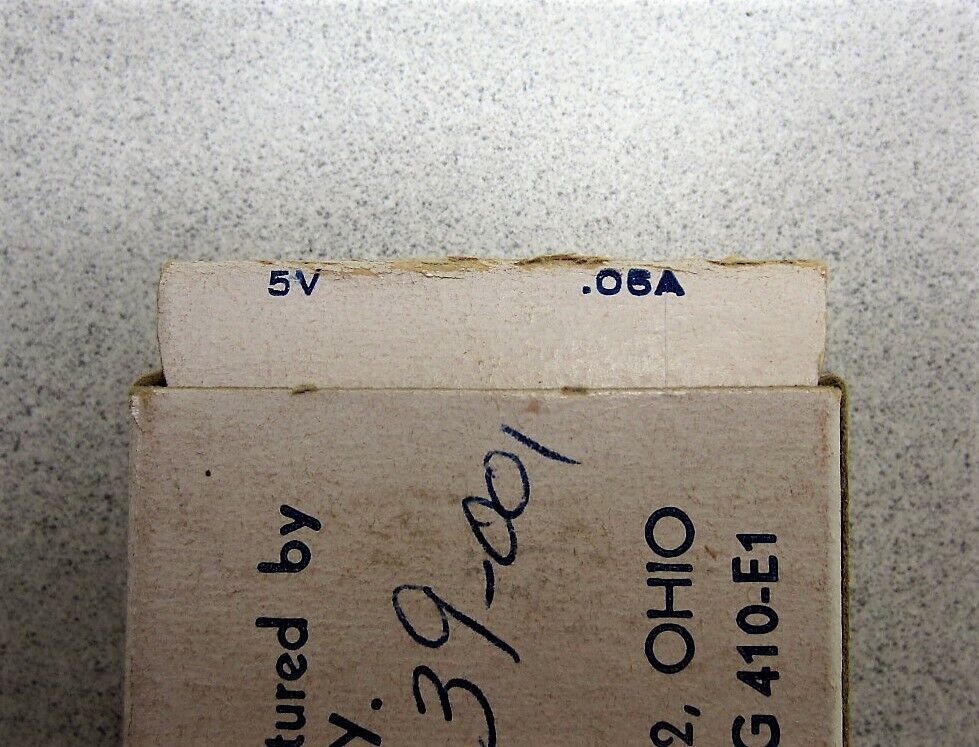 5V .06A
tured by
y.
39-001
2, OHIO
G 410-E1